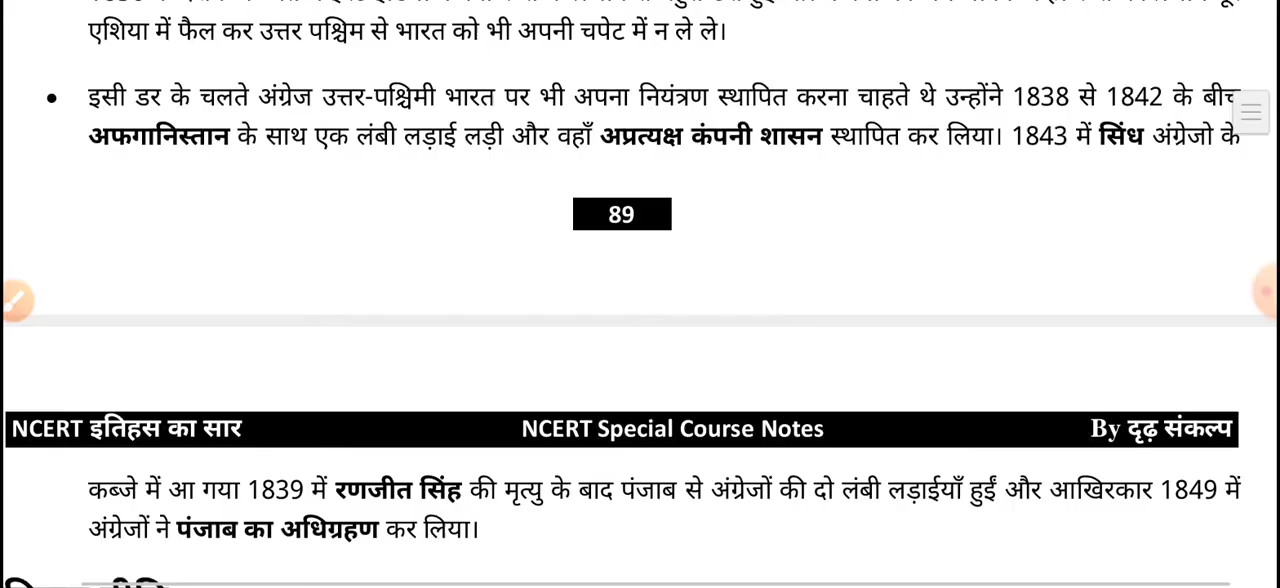 एशिया में फैल कर उत्तर पश्चिम से भारत को भी अपनी चपेट में न ले ले।
• इसी डर के चलते अंग्रेज उत्तर-पश्चिमी भारत पर भी अपना नियंत्रण स्थापित करना चाहते थे उन्होंने 1838 से 1842 के बीच
अफगानिस्तान के साथ एक लंबी लड़ाई लड़ी और वहाँ अप्रत्यक्ष कंपनी शासन स्थापित कर लिया। 1843 में सिंध अंग्रेजो के
89
NCERT इतिहस का सार NCERT Special Course Notes By दृढ़ संकल्प
कब्जे में आ गया 1839 में रणजीत सिंह की मृत्यु के बाद पंजाब से अंग्रेजों की दो लंबी लड़ाईयाँ हुईं और आखिरकार 1849 में
अंग्रेजों ने पंजाब का अधिग्रहण कर लिया।